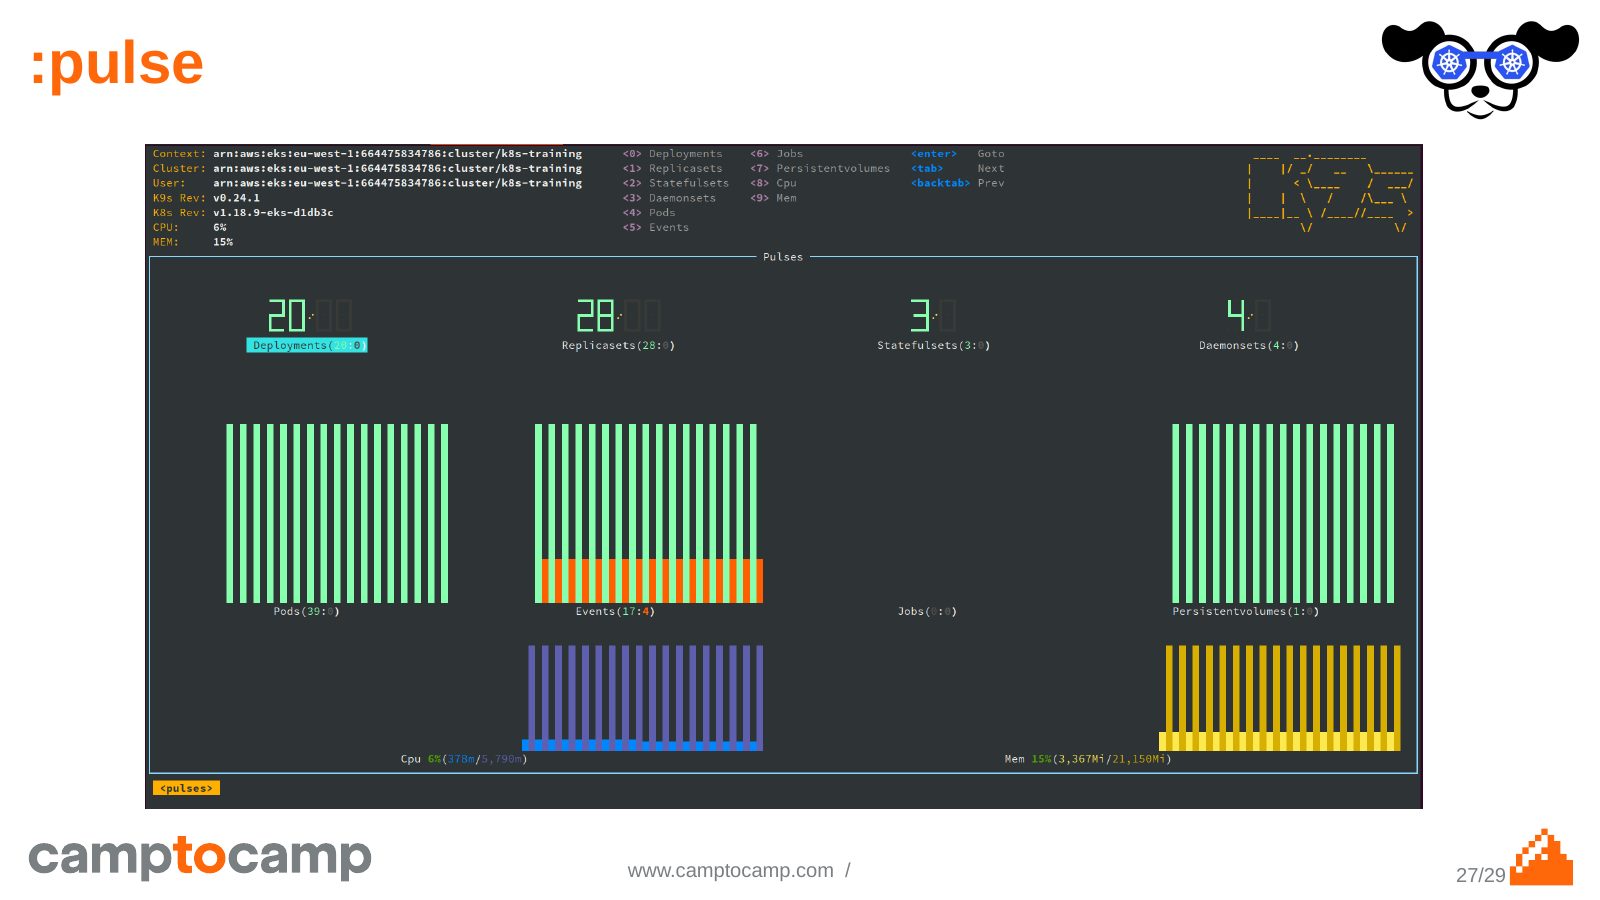 :pulse
Context: arn:aws:eks:eu-west-1:664475834786:cluster/k8s-training <0> Deployments <6> Jobs <enter> Goto
Cluster: arn:aws:eks:eu-west-1:664475834786:cluster/k8s-training <1> Replicasets <7> Persistentvolumes <tab> Next
User: arn:aws:eks:eu-west-1:664475834786:cluster/k8s-training <2> Statefulsets <8> Cpu <backtab> Prev
K9s Rev: v0.24.1 <3> Daemonsets <9> Mem
K8s Rev: v1.18.9-eks-d1db3c <4> Pods
CPU: 6% <5> Events
MEM: 15%
Pulses
20 0 28 0 3 0 4 0
Deployments(20:0) Replicasets(28:0) Statefulsets(3:0) Daemonsets(4:0)
Pods(39:0) Events(17:4) Jobs(0:0) Persistentvolumes(1:0)
Cpu 6%(378m/5,790m) Mem 15%(3,367Mi/21,150Mi)
<pulses>
camptocamp
www.camptocamp.com /
27/29